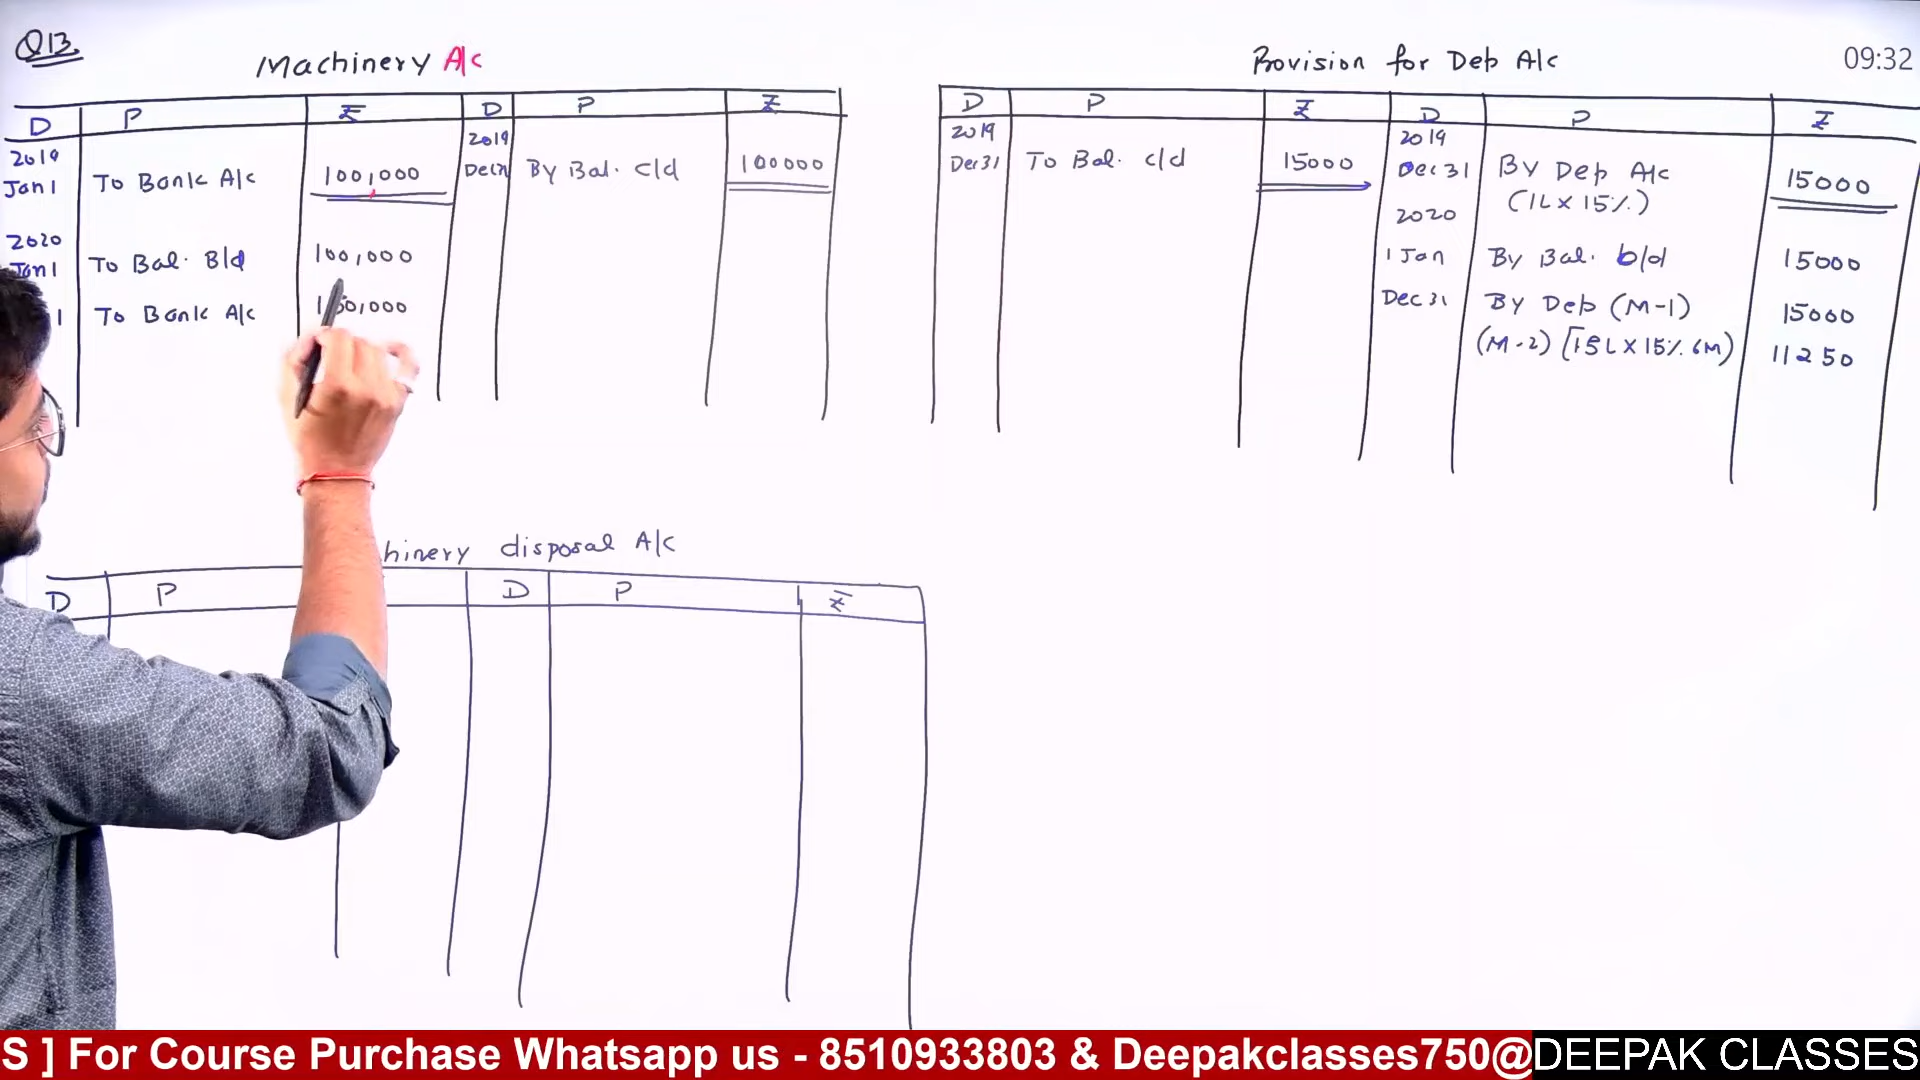 Q13.
Machinery A/c
D P ₹ D P ₹
2019 2019
Jan 1 To Bank A/c 100,000 Dec 31 By Bal. c/d 100000
2020
Jan 1 To Bal. B/d 100,000
1 To Bank A/c 150,000
Provision for Dep A/c
09:32
D P ₹ D P ₹
2019 2019
Dec 31 To Bal. c/d 15000 Dec 31 By Dep A/c 15000
(1L x 15%.)
2020
1 Jan By Bal. b/d 15000
Dec 31 By Dep (M-1) 15000
(M-2) [1.5L x 15%. 6M) 11250
hinery disposal A/c
D P D P ₹
S ] For Course Purchase Whatsapp us - 8510933803 & Deepakclasses750@
DEEPAK CLASSES